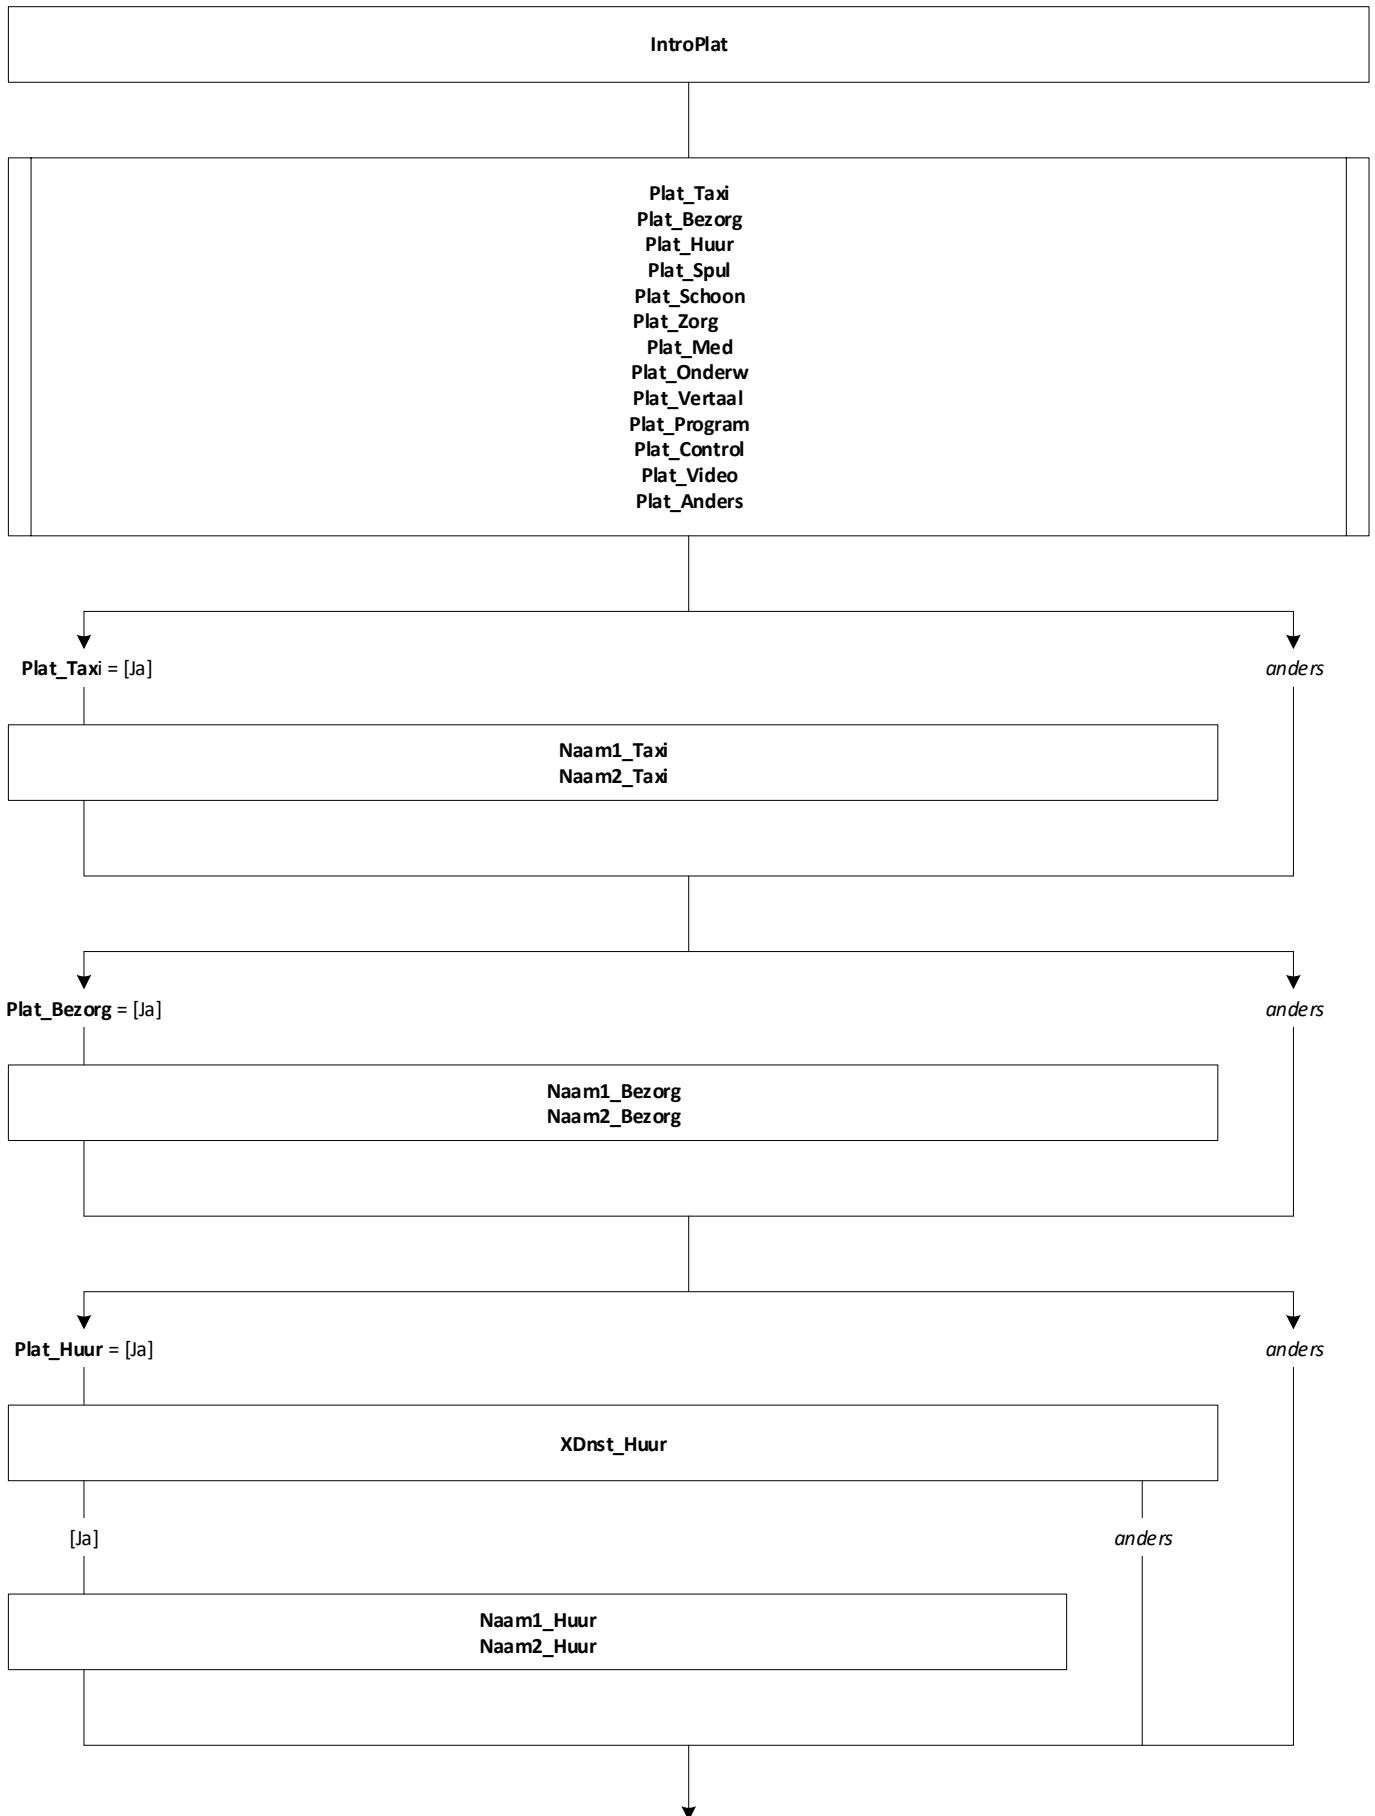 IntroPlat
Plat_Taxi
Plat_Bezorg
Plat_Huur
Plat_Spul
Plat_Schoon
Plat_Zorg
Plat_Med
Plat_Onderw
Plat_Vertaal
Plat_Program
Plat_Control
Plat_Video
Plat_Anders
Plat_Taxi = [Ja]
anders
Naam1_Taxi
Naam2_Taxi
Plat_Bezorg = [Ja]
anders
Naam1_Bezorg
Naam2_Bezorg
Plat_Huur = [Ja]
anders
XDnst_Huur
[Ja]
anders
Naam1_Huur
Naam2_Huur